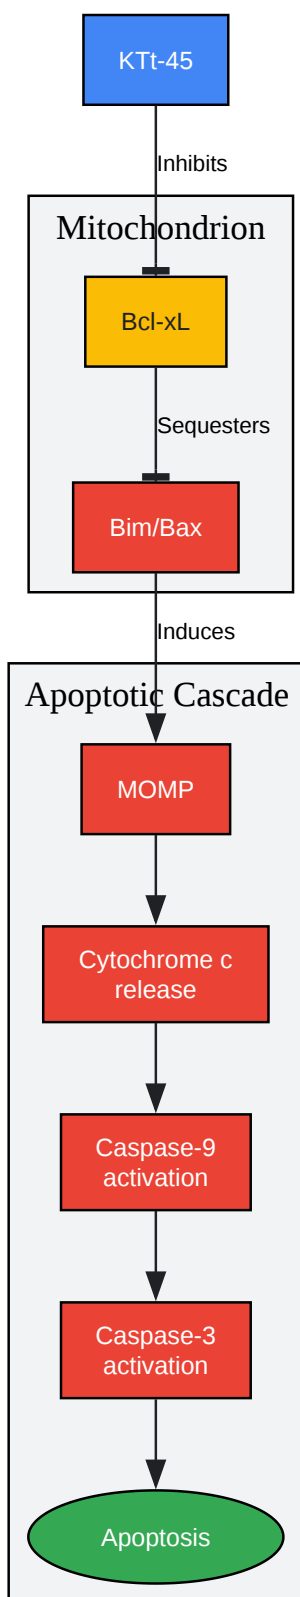 KTt-45
Inhibits
Mitochondrion
Bcl-xL
Sequesters
Bim/Bax
Induces
Apoptotic Cascade
MOMP
Cytochrome c
release
Caspase-9
activation
Caspase-3
activation
Apoptosis